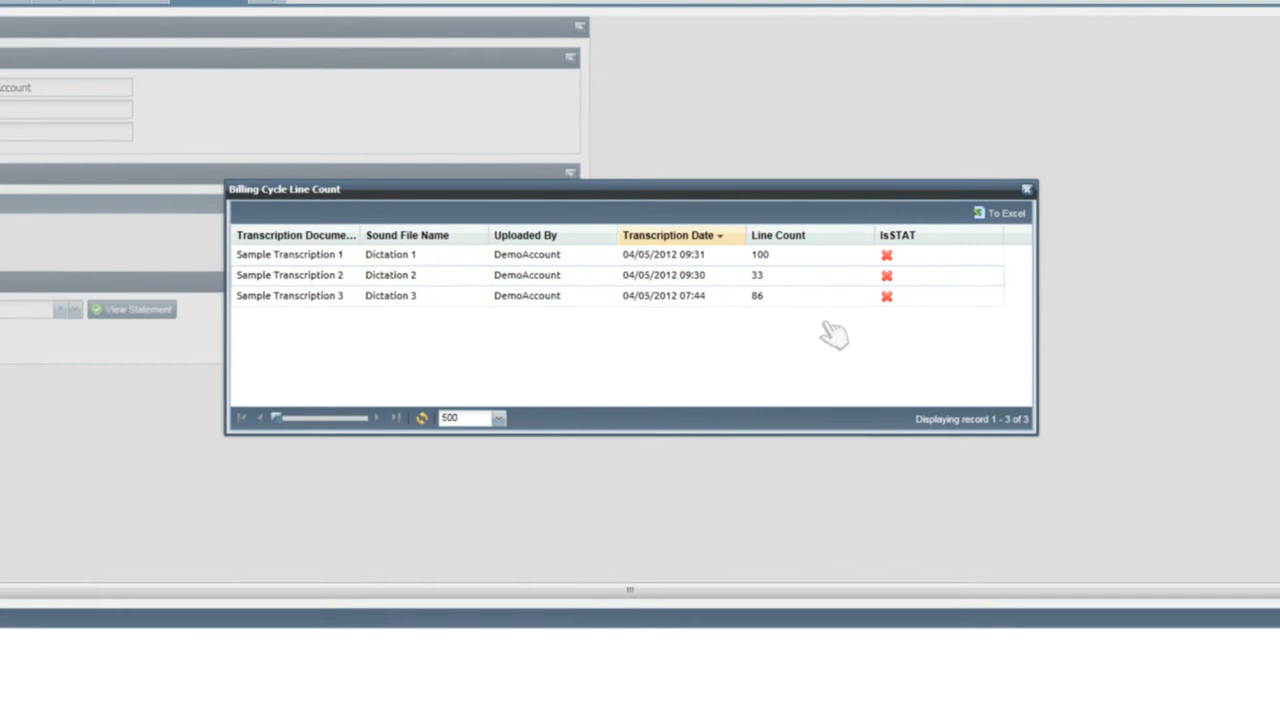 ccount
Billing Cycle Line Count
To Excel
Transcription Docume... Sound File Name Uploaded By Transcription Date Line Count IsSTAT
Sample Transcription 1 Dictation 1 DemoAccount 04/05/2012 09:31 100
Sample Transcription 2 Dictation 2 DemoAccount 04/05/2012 09:30 33
Sample Transcription 3 Dictation 3 DemoAccount 04/05/2012 07:44 86
View Statement
500 Displaying record 1 - 3 of 3